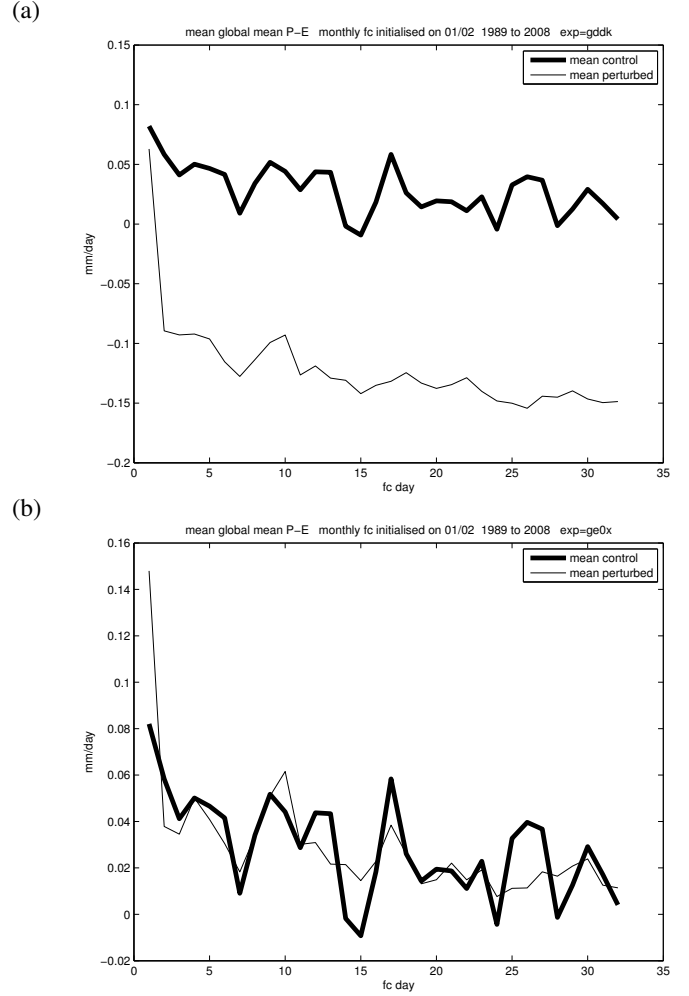 (a)
mean global mean P−E monthly fc initialised on 01/02 1989 to 2008 exp=gddk
mean control
mean perturbed
0.15
0.1
0.05
0
−0.05
−0.1
−0.15
−0.2
mm/day
0 5 10 15 20 25 30 35
fc day
(b)
mean global mean P−E monthly fc initialised on 01/02 1989 to 2008 exp=ge0x
mean control
mean perturbed
0.16
0.14
0.12
0.1
0.08
0.06
0.04
0.02
0
−0.02
mm/day
0 5 10 15 20 25 30 35
fc day